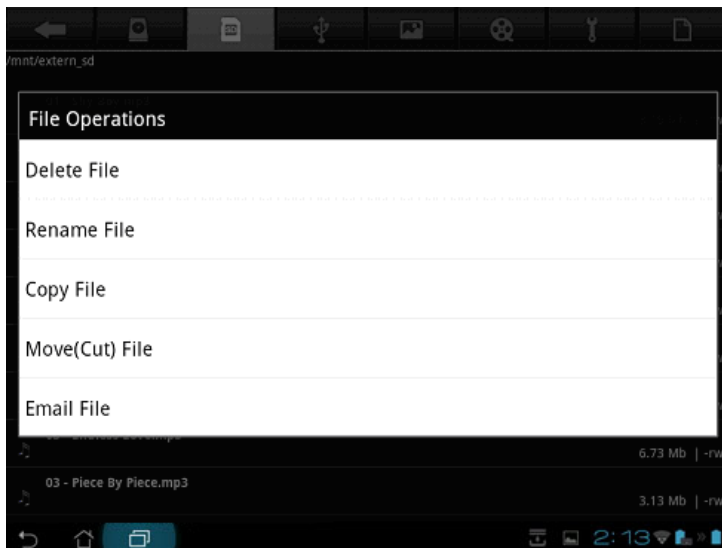 /mnt/extern_sd
File Operations
Delete File
Rename File
Copy File
Move(Cut) File
Email File
6.73 Mb | -rw
03 - Piece By Piece.mp3
3.13 Mb | -rw
2:13